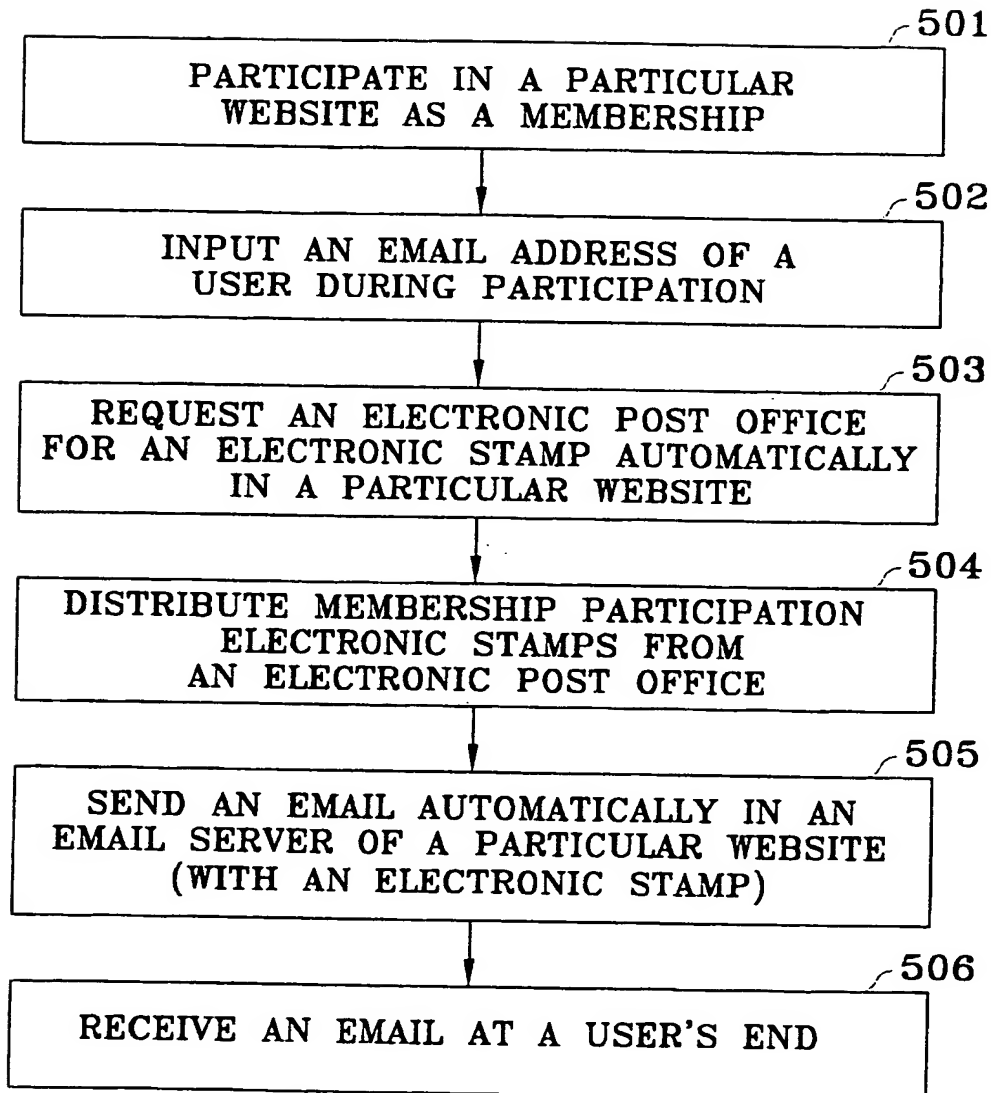 501
PARTICIPATE IN A PARTICULAR
WEBSITE AS A MEMBERSHIP
502
INPUT AN EMAIL ADDRESS OF A
USER DURING PARTICIPATION
503
REQUEST AN ELECTRONIC POST OFFICE
FOR AN ELECTRONIC STAMP AUTOMATICALLY
IN A PARTICULAR WEBSITE
504
DISTRIBUTE MEMBERSHIP PARTICIPATION
ELECTRONIC STAMPS FROM
AN ELECTRONIC POST OFFICE
505
SEND AN EMAIL AUTOMATICALLY IN AN
EMAIL SERVER OF A PARTICULAR WEBSITE
(WITH AN ELECTRONIC STAMP)
506
RECEIVE AN EMAIL AT A USER'S END